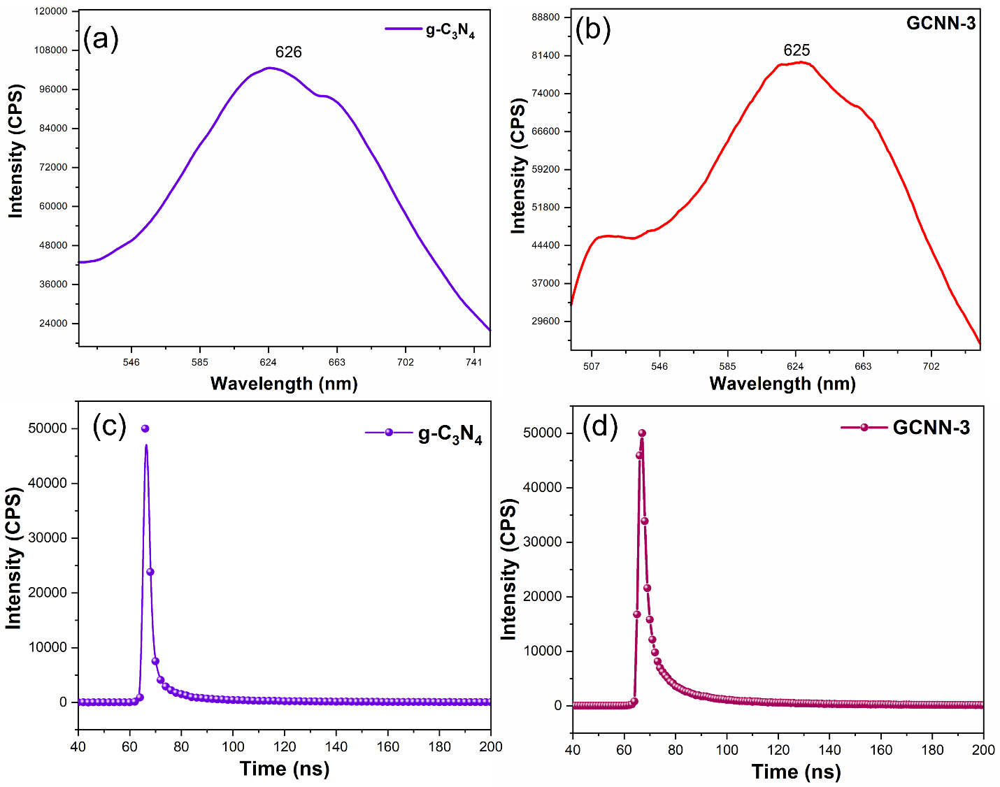 (a)
g-C₃N₄
626
120000
108000
96000
84000
72000
60000
48000
36000
24000
Intensity (CPS)
546 585 624 663 702 741
Wavelength (nm)
(b)
GCNN-3
625
88800
81400
74000
66600
59200
51800
44400
37000
29600
Intensity (CPS)
507 546 585 624 663 702
Wavelength (nm)
(c)
g-C₃N₄
50000
40000
30000
20000
10000
0
Intensity (CPS)
40 60 80 100 120 140 160 180 200
Time (ns)
(d)
GCNN-3
50000
40000
30000
20000
10000
0
Intensity (CPS)
40 60 80 100 120 140 160 180 200
Time (ns)